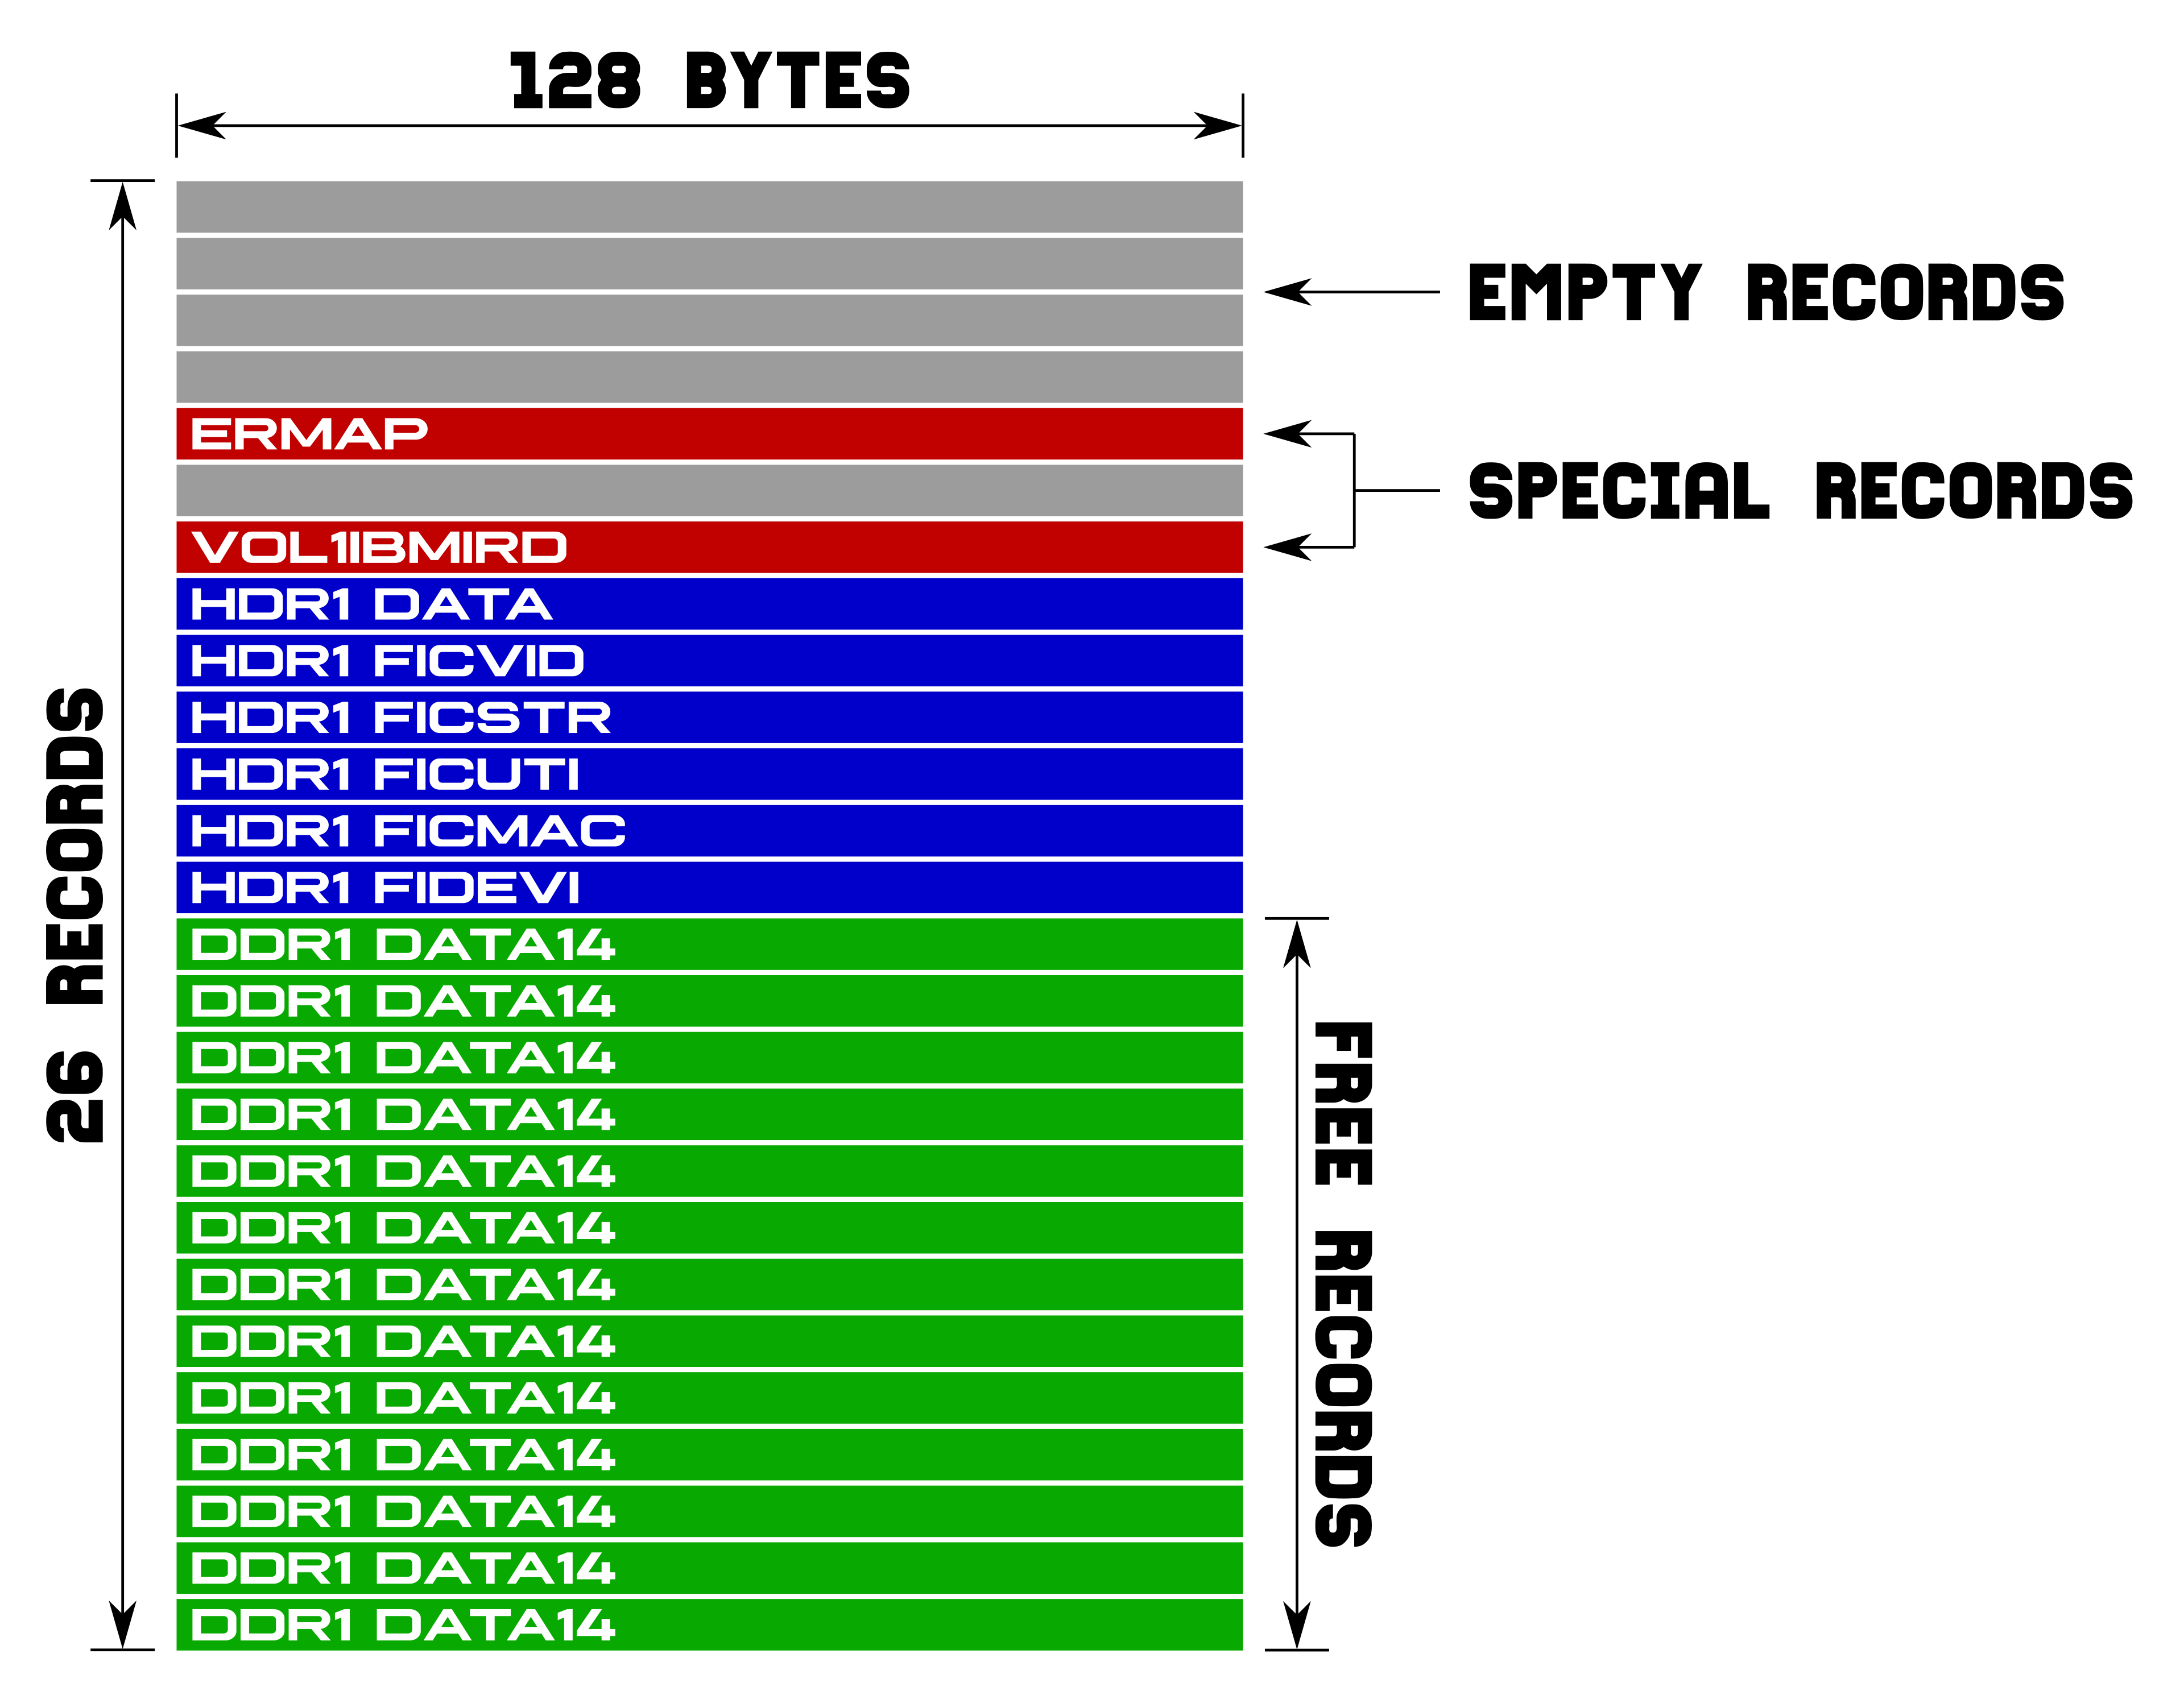 128 BYTES
26 RECORDS
EMPTY RECORDS
ERMAP
SPECIAL RECORDS
VOL1IBMIRD
HDR1 DATA
HDR1 FICVID
HDR1 FICSTR
HDR1 FICUTI
HDR1 FICMAC
HDR1 FIDEVI
DDR1 DATA14
DDR1 DATA14
DDR1 DATA14
DDR1 DATA14
DDR1 DATA14
DDR1 DATA14
DDR1 DATA14
DDR1 DATA14
DDR1 DATA14
DDR1 DATA14
DDR1 DATA14
DDR1 DATA14
DDR1 DATA14
FREE RECORDS